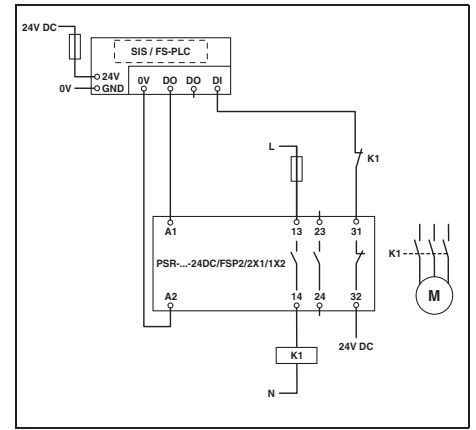 24V DC
SIS / FS-PLC
24V
0V GND
0V DO DO DI
L
K1
A1 13 23 31
PSR-...-24DC/FSP2/2X1/1X2
K1
M
A2 14 24 32
24V DC
K1
N